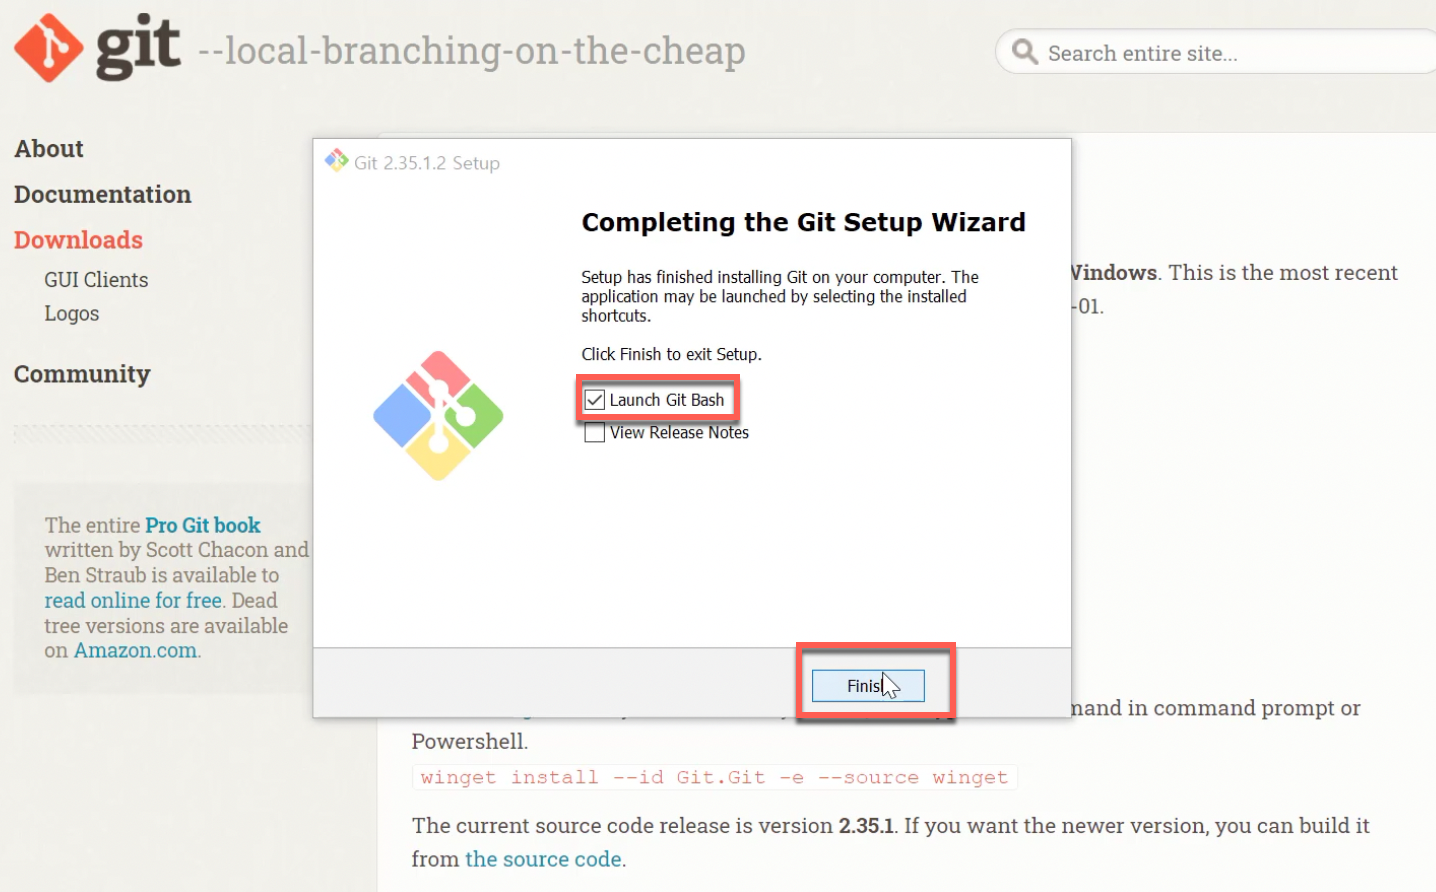 git --local-branching-on-the-cheap
Search entire site...
About
Documentation
Downloads
GUI Clients
Logos
Community
The entire Pro Git book
written by Scott Chacon and
Ben Straub is available to
read online for free. Dead
tree versions are available
on Amazon.com.
Git 2.35.1.2 Setup
Completing the Git Setup Wizard
Setup has finished installing Git on your computer. The
application may be launched by selecting the installed
shortcuts.
Click Finish to exit Setup.
Launch Git Bash
View Release Notes
Finish
Windows. This is the most recent
-01.
mand in command prompt or
Powershell.
winget install --id Git.Git -e --source winget
The current source code release is version 2.35.1. If you want the newer version, you can build it
from the source code.